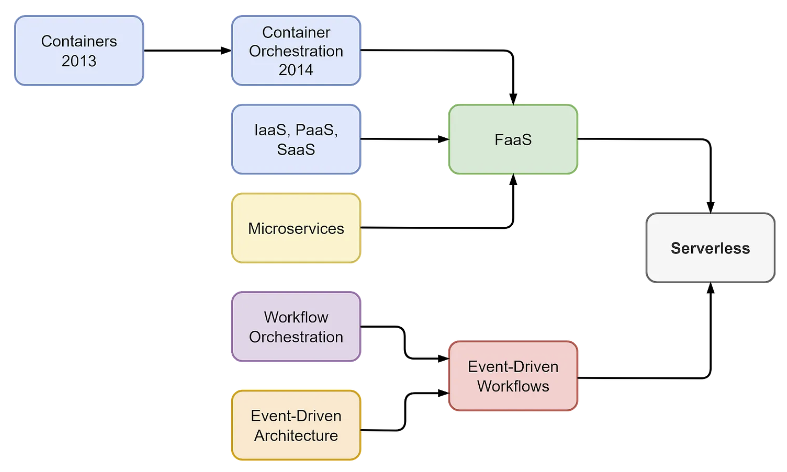 Containers
2013
Container
Orchestration
2014
IaaS, PaaS,
SaaS
FaaS
Microservices
Serverless
Workflow
Orchestration
Event-Driven
Workflows
Event-Driven
Architecture